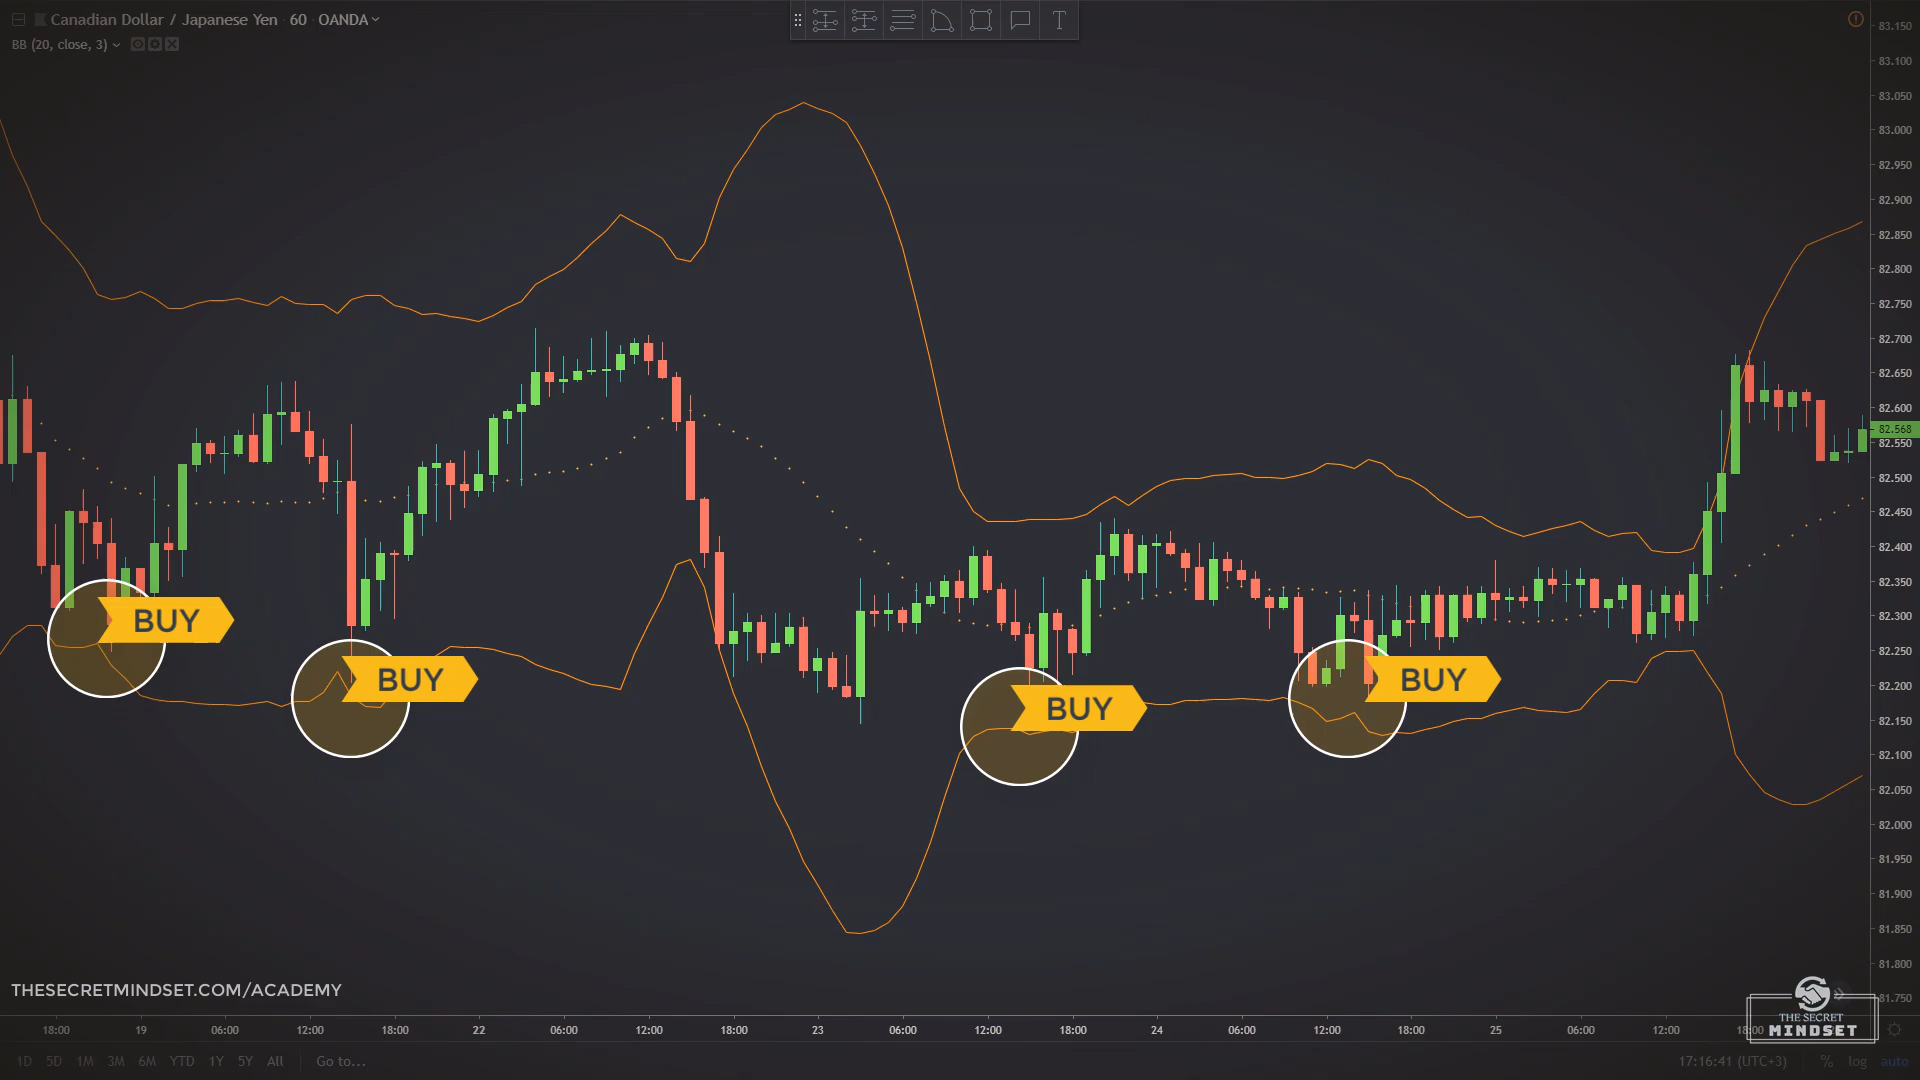 Canadian Dollar / Japanese Yen 60 OANDA
BB (20, close, 3)
T
83.150
83.100
83.050
83.000
82.950
82.900
82.850
82.800
82.750
82.700
82.650
82.600
82.568
82.550
82.500
82.450
82.400
82.350
82.300
82.250
82.200
82.150
82.100
82.050
82.000
81.950
81.900
81.850
81.800
81.750
BUY
BUY
BUY
BUY
THESECRETMINDSET.COM/ACADEMY
THE SECRET
MINDSET
18:00 19 06:00 12:00 18:00 22 06:00 12:00 18:00 23 06:00 12:00 18:00 24 06:00 12:00 18:00 25 06:00 12:00 18:00
1D 5D 1M 3M 6M YTD 1Y 5Y All Go to... 17:16:41 (UTC+3) % log auto